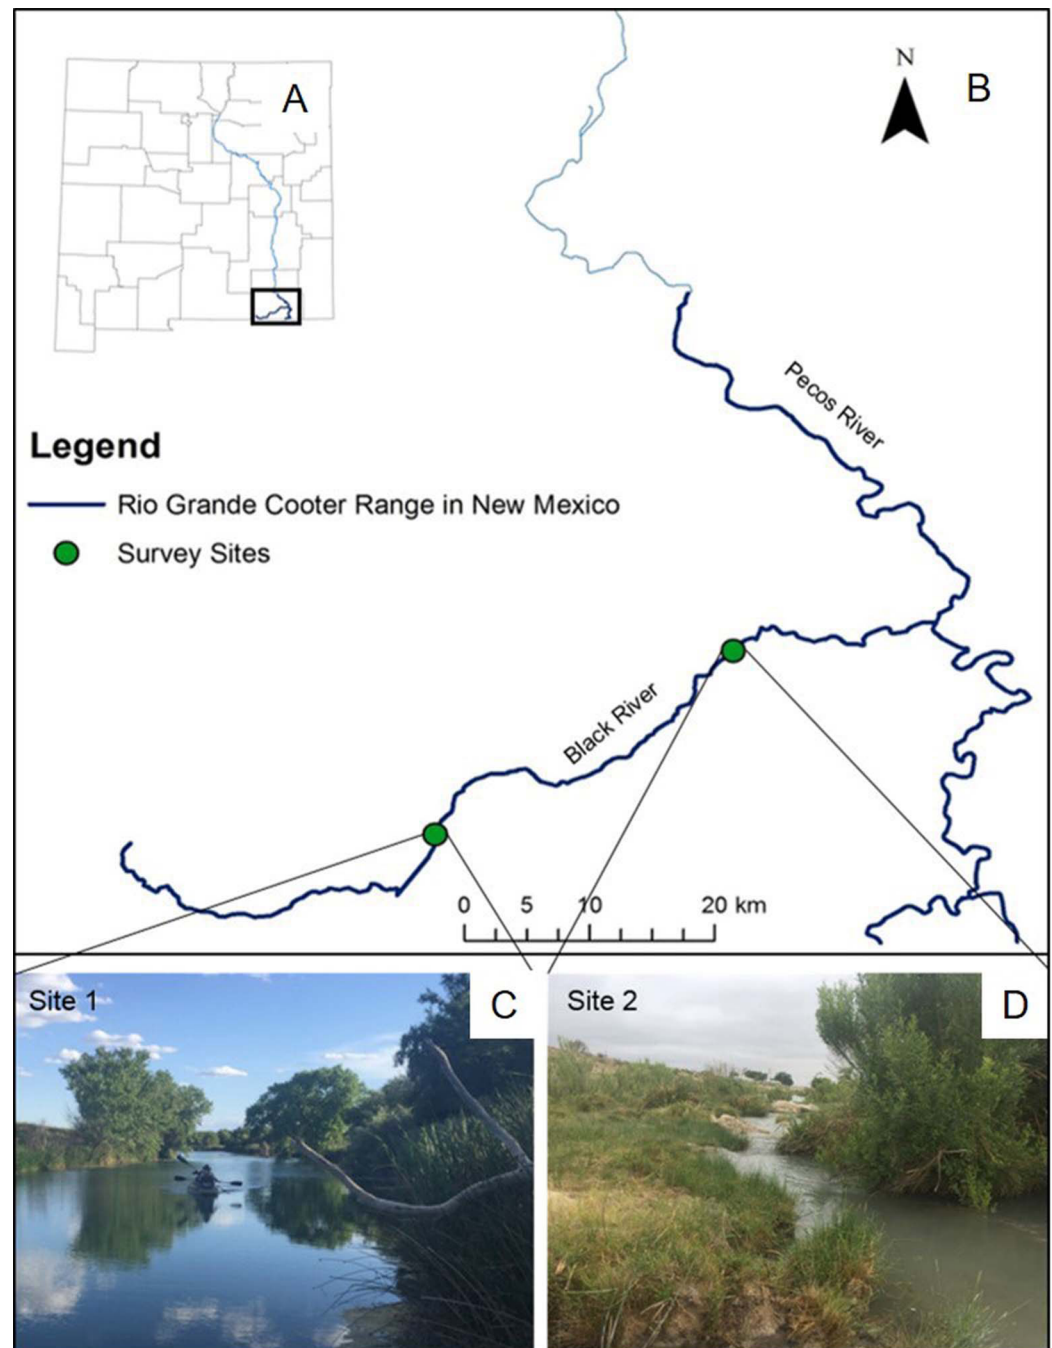 A
N
B
Pecos River
Legend
Rio Grande Cooter Range in New Mexico
Survey Sites
Black River
0 5 10 20 km
Site 1
C
Site 2
D